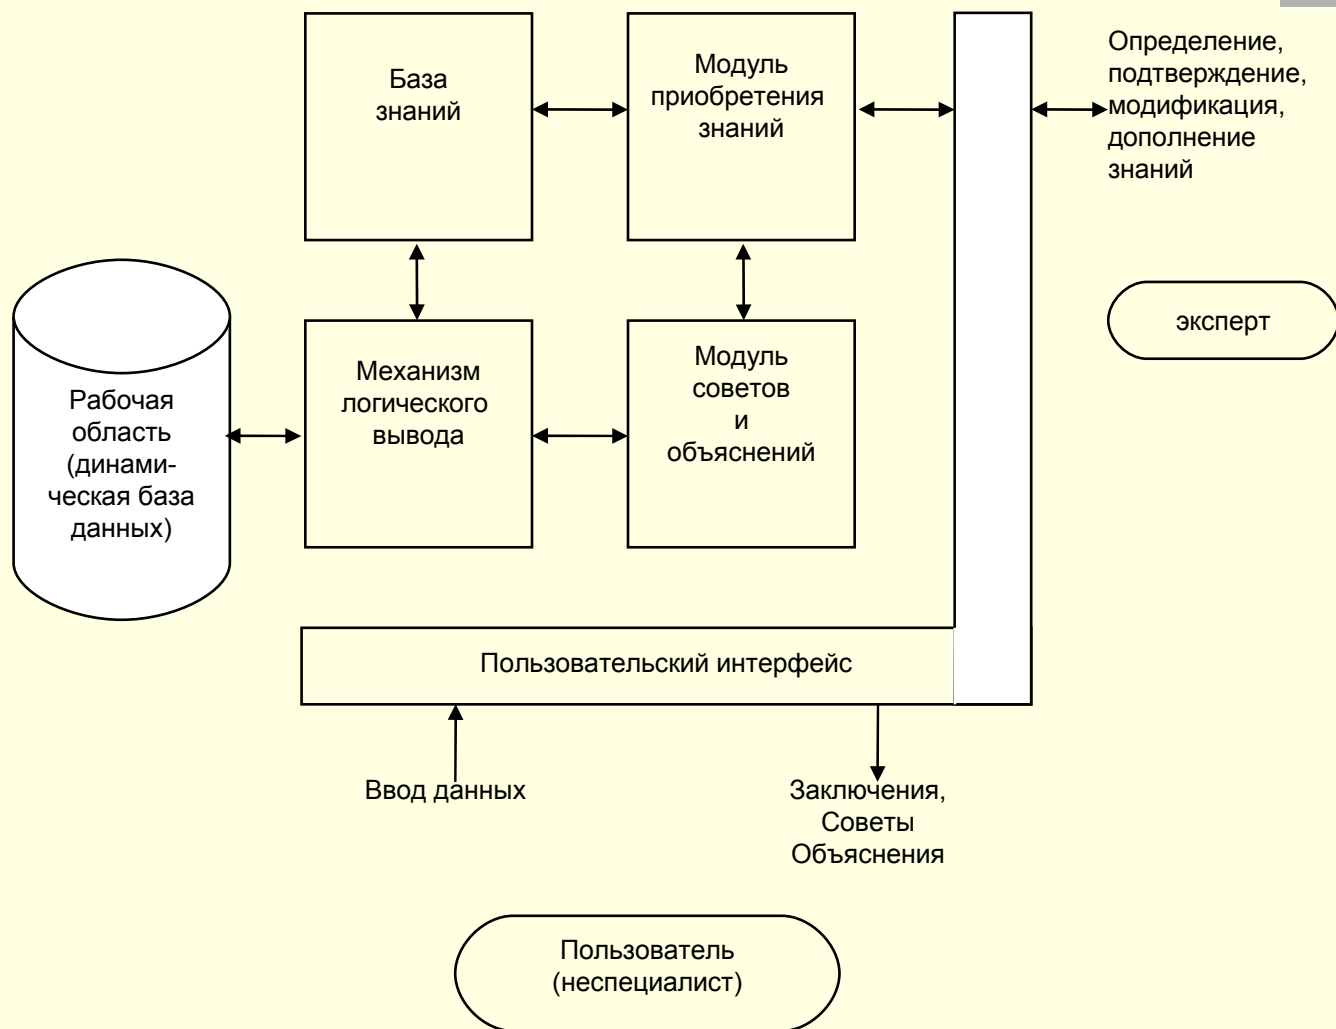 База
знаний
Модуль
приобретения
знаний
Определение,
подтверждение,
модификация,
дополнение
знаний
эксперт
Рабочая
область
(динами-
ческая база
данных)
Механизм
логического
вывода
Модуль
советов
и
объяснений
Пользовательский интерфейс
Ввод данных
Заключения,
Советы
Объяснения
Пользователь
(неспециалист)